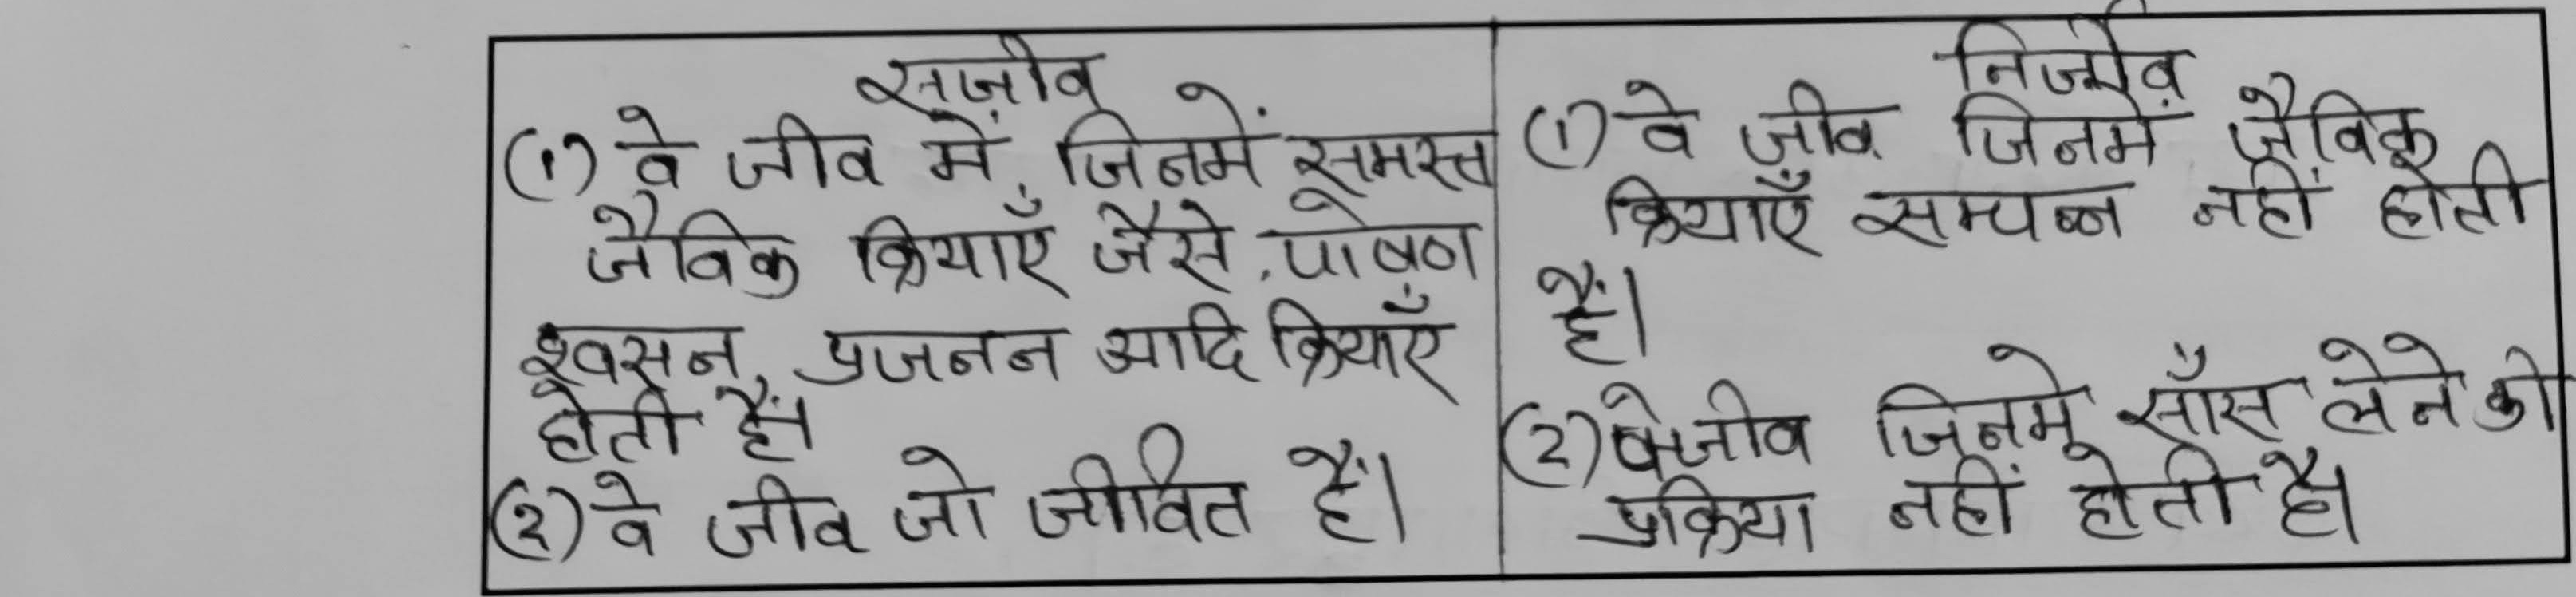 सजीव
(1) वे जीव में, जिनमें समस्त
जैविक क्रियाएँ जैसे, पोषण
श्वसन, प्रजनन आदि क्रियाएँ
होती हैं।
(2) वे जीव जो जीवित हैं।
निर्जीव
(1) वे जीव जिनमें जैविक
क्रियाएँ सम्पन्न नहीं होती
हैं।
(2) वे जीव जिनमे साँस लेने की
प्रक्रिया नहीं होती है।